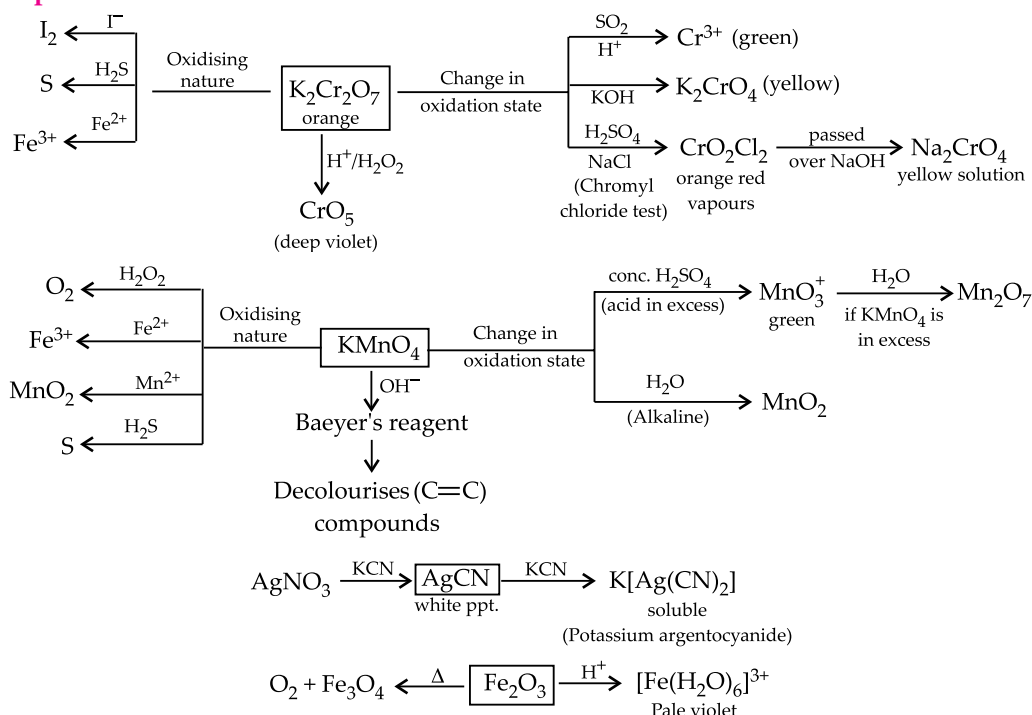 I₂ I⁻
S H₂S
Fe³⁺ Fe²⁺
Oxidising
nature
K₂Cr₂O₇
orange
Change in
oxidation state
SO₂
H⁺
Cr³⁺ (green)
KOH
K₂CrO₄ (yellow)
H₂SO₄
NaCl
(Chromyl
chloride test)
CrO₂Cl₂
orange red
vapours
passed
over NaOH
Na₂CrO₄
yellow solution
H⁺/H₂O₂
CrO₅
(deep violet)
O₂ H₂O₂
Fe³⁺ Fe²⁺
MnO₂ Mn²⁺
S H₂S
Oxidising
nature
KMnO₄
Change in
oxidation state
conc. H₂SO₄
(acid in excess)
MnO₃⁺
green
H₂O
if KMnO₄ is
in excess
Mn₂O₇
H₂O
(Alkaline)
MnO₂
OH⁻
Baeyer's reagent
Decolourises (C=C)
compounds
AgNO₃ KCN AgCN KCN K[Ag(CN)₂]
white ppt. soluble
(Potassium argentocyanide)
O₂ + Fe₃O₄ Δ Fe₂O₃ H⁺ [Fe(H₂O)₆]³⁺
Pale violet